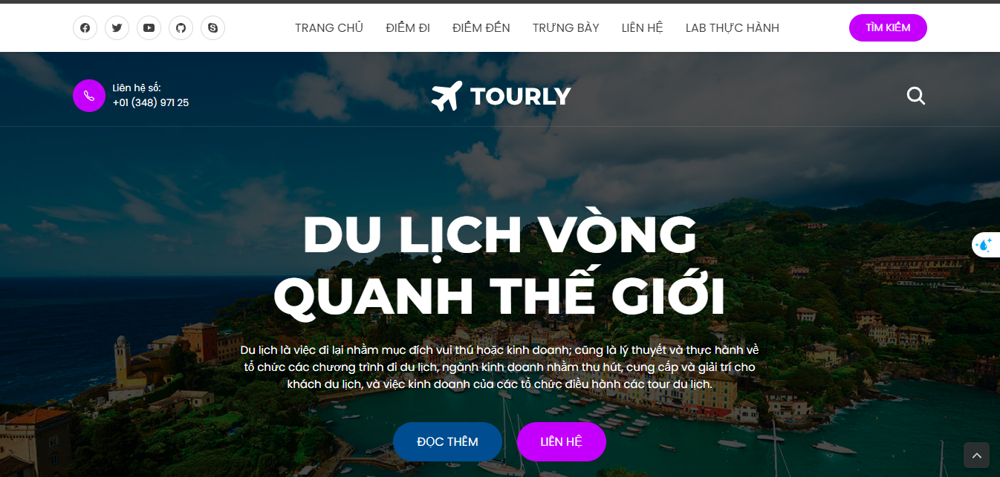 TRANG CHỦ ĐIỂM ĐI ĐIỂM ĐẾN TRƯNG BÀY LIÊN HỆ LAB THỰC HÀNH TÌM KIẾM
Liên hệ số:
+01 (348) 971 25
TOURLY
DU LỊCH VÒNG
QUANH THẾ GIỚI
Du lịch là việc đi lại nhằm mục đích vui thú hoặc kinh doanh; cũng là lý thuyết và thực hành về
tổ chức các chương trình đi du lịch, ngành kinh doanh nhằm thu hút, cung cấp và giải trí cho
khách du lịch, và việc kinh doanh của các tổ chức điều hành các tour du lịch.
ĐỌC THÊM LIÊN HỆ